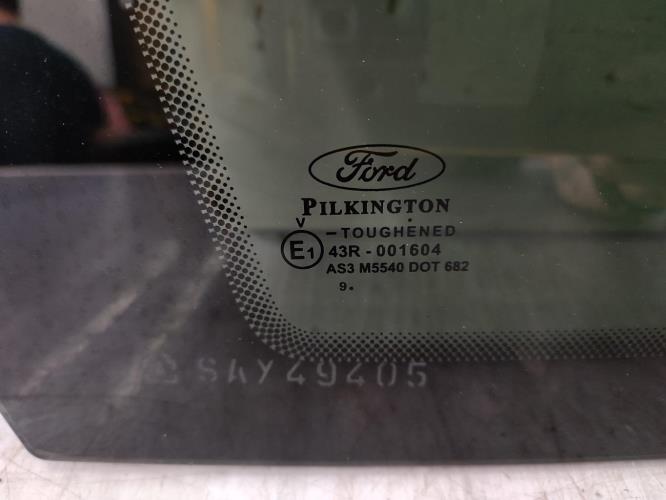 Ford
PILKINGTON
V .
- TOUGHENED
E1 43R - 001604
AS3 M5540 DOT 682
9.
SAY49405